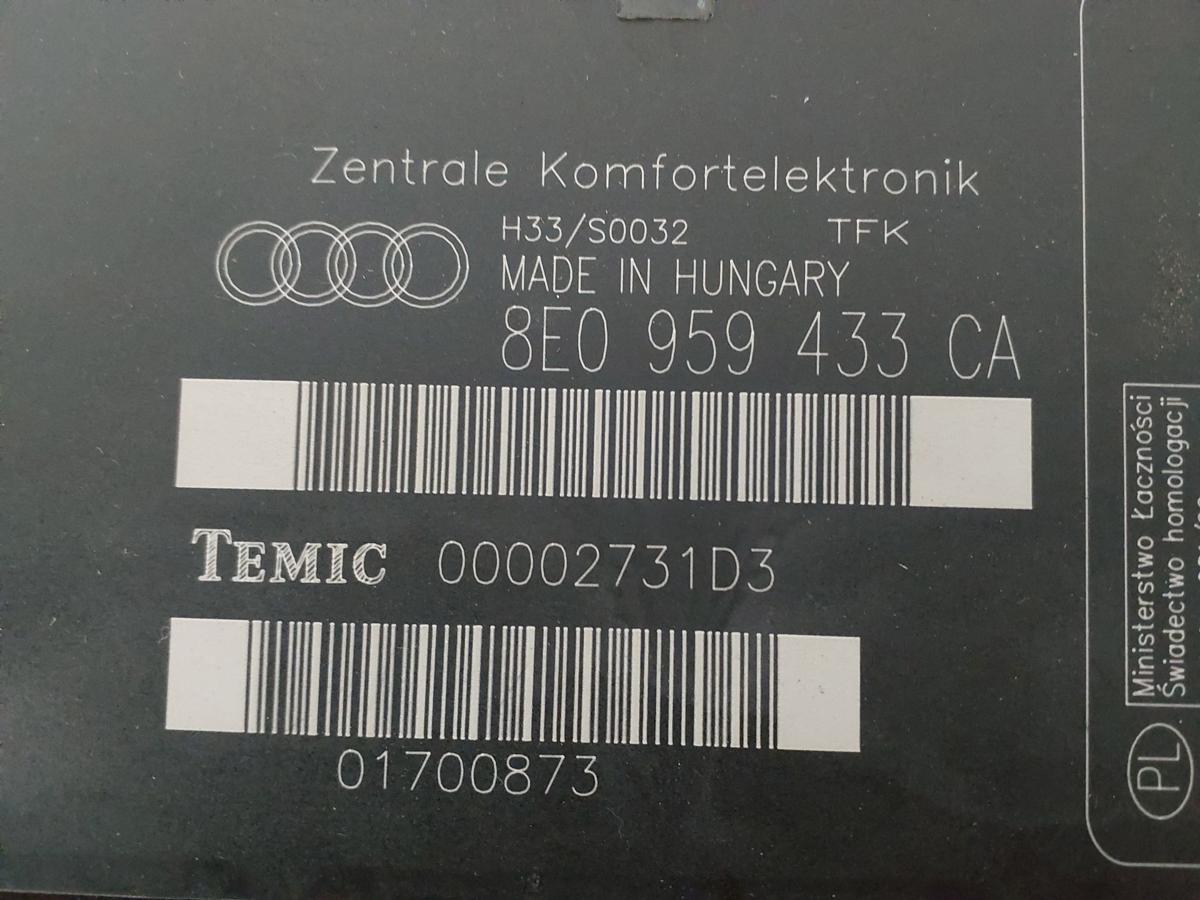 Zentrale Komfortelektronik
H33/S0032 TFK
MADE IN HUNGARY
8E0 959 433 CA
TEMIC 00002731D3
01700873
Ministerstwo Łączności
Świadectwo homologacji
PL